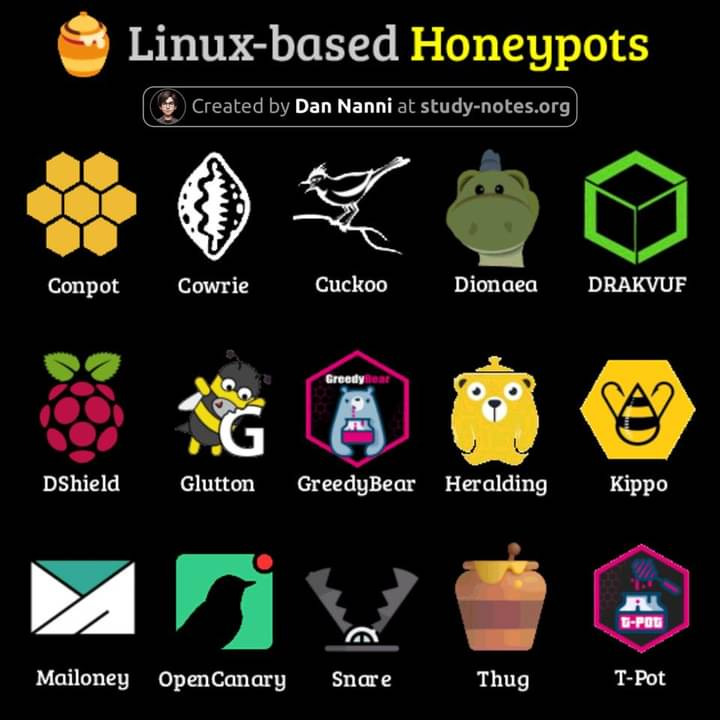 Linux-based Honeypots
Created by Dan Nanni at study-notes.org
Conpot Cowrie Cuckoo Dionaea DRAKVUF
GreedyBear
G
DShield Glutton GreedyBear Heralding Kippo
T-POT
Mailoney OpenCanary Snare Thug T-Pot